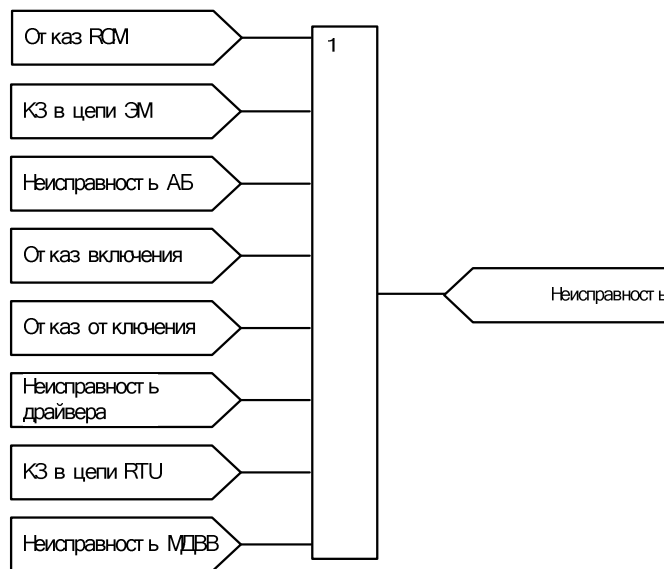 Отказ RCM
1
КЗ в цепи ЭМ
Неисправность АБ
Отказ включения
Неисправность
Отказ отключения
Неисправность
драйвера
КЗ в цепи RTU
Неисправность МДВВ